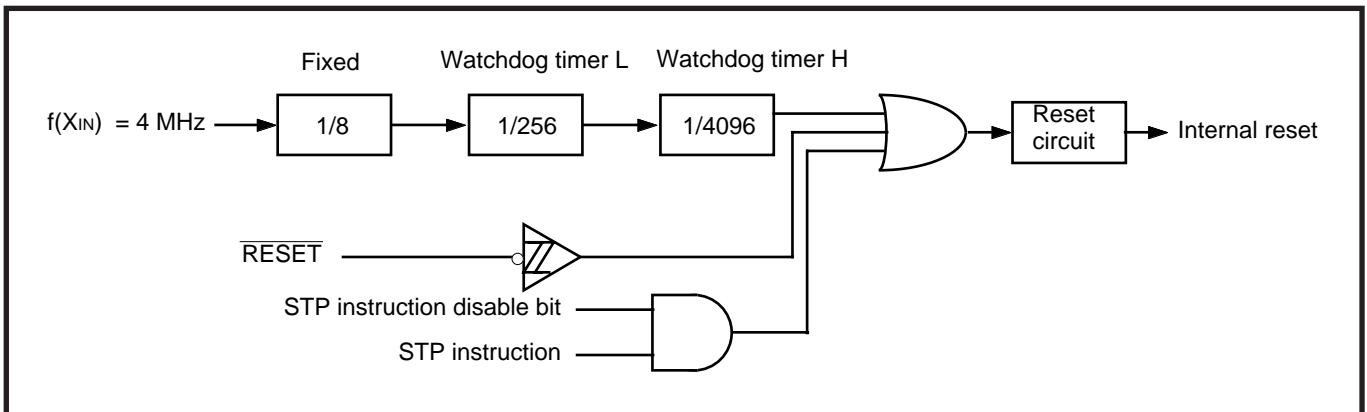 Fixed
Watchdog timer L
Watchdog timer H
f(XIN) = 4 MHz
1/8
1/256
1/4096
Reset
circuit
Internal reset
RESET
STP instruction disable bit
STP instruction